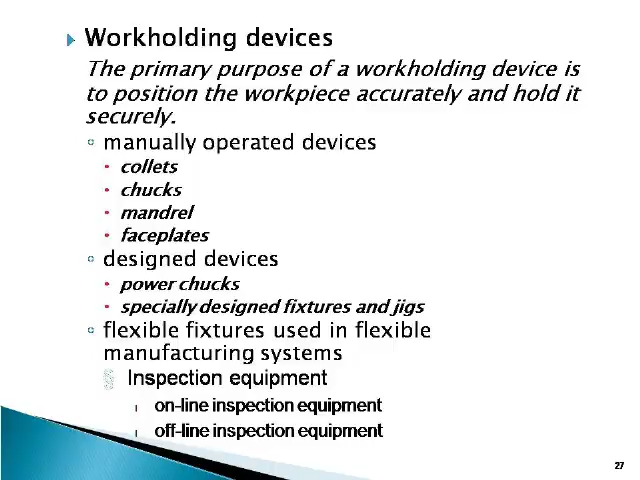 Workholding devices
The primary purpose of a workholding device is
to position the workpiece accurately and hold it
securely.
manually operated devices
collets
chucks
mandrel
faceplates
designed devices
power chucks
specially designed fixtures and jigs
flexible fixtures used in flexible
manufacturing systems
Inspection equipment
on-line inspection equipment
off-line inspection equipment
27